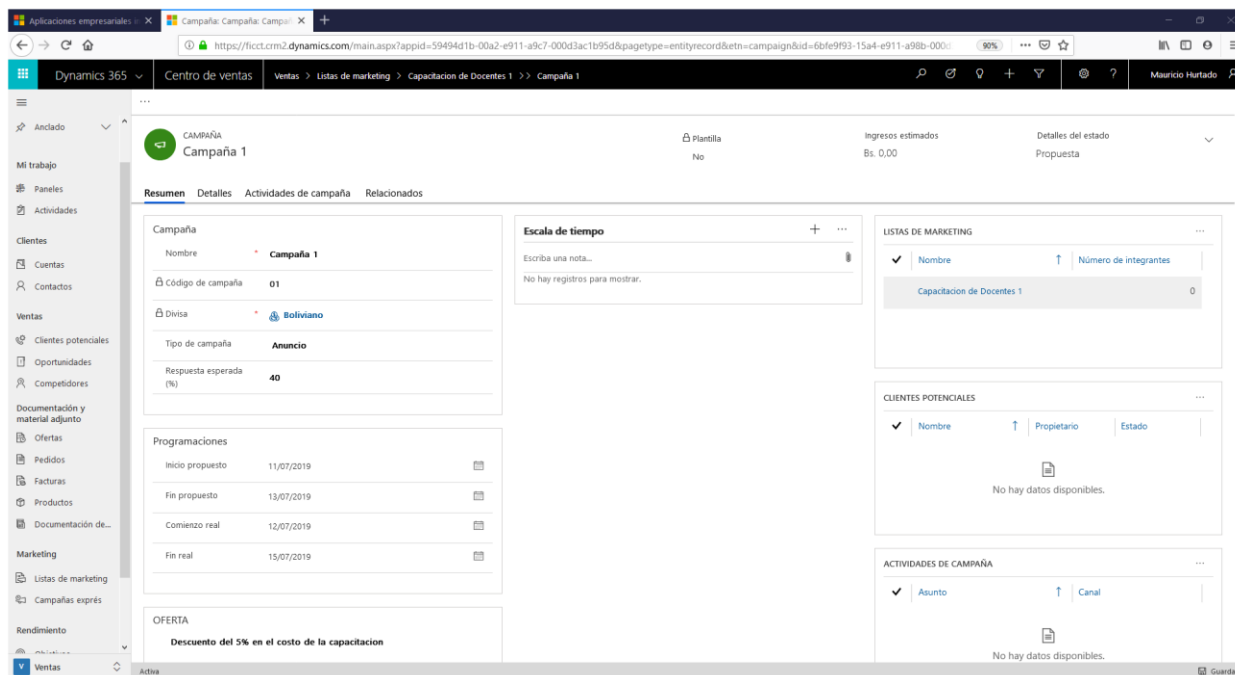 Aplicaciones empresariales
Campaña: Campaña: Campañ
https://ficct.crm2.dynamics.com/main.aspx?appid=59494d1b-00a2-e911-a9c7-000d3ac1b95d&pagetype=entityrecord&etn=campaign&id=6bfe9f93-15a4-e911-a98b-000d
90%
Dynamics 365
Centro de ventas
Ventas > Listas de marketing > Capacitacion de Docentes 1 >> Campaña 1
Mauricio Hurtado
Anclado
Mi trabajo
Paneles
Actividades
Clientes
Cuentas
Contactos
Ventas
Clientes potenciales
Oportunidades
Competidores
Documentación y
material adjunto
Ofertas
Pedidos
Facturas
Productos
Documentación de...
Marketing
Listas de marketing
Campañas exprés
Rendimiento
Objetivos
V Ventas
CAMPAÑA
Campaña 1
Plantilla
No
Ingresos estimados
Bs. 0,00
Detalles del estado
Propuesta
Resumen Detalles Actividades de campaña Relacionados
Campaña
Nombre * Campaña 1
Código de campaña 01
Divisa * Boliviano
Tipo de campaña Anuncio
Respuesta esperada
(%) 40
Programaciones
Inicio propuesto 11/07/2019
Fin propuesto 13/07/2019
Comienzo real 12/07/2019
Fin real 15/07/2019
OFERTA
Descuento del 5% en el costo de la capacitacion
Escala de tiempo
Escriba una nota...
No hay registros para mostrar.
LISTAS DE MARKETING
Nombre Número de integrantes
Capacitacion de Docentes 1 0
CLIENTES POTENCIALES
Nombre Propietario Estado
No hay datos disponibles.
ACTIVIDADES DE CAMPAÑA
Asunto Canal
No hay datos disponibles.
Activa
Guarda